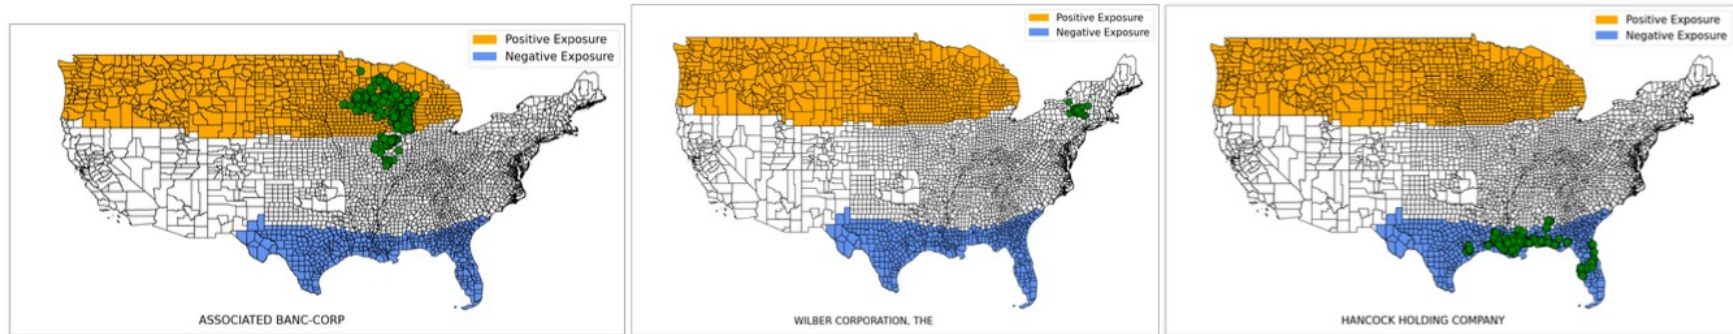 Positive Exposure
Negative Exposure
ASSOCIATED BANC-CORP
Positive Exposure
Negative Exposure
WILBER CORPORATION, THE
Positive Exposure
Negative Exposure
HANCOCK HOLDING COMPANY